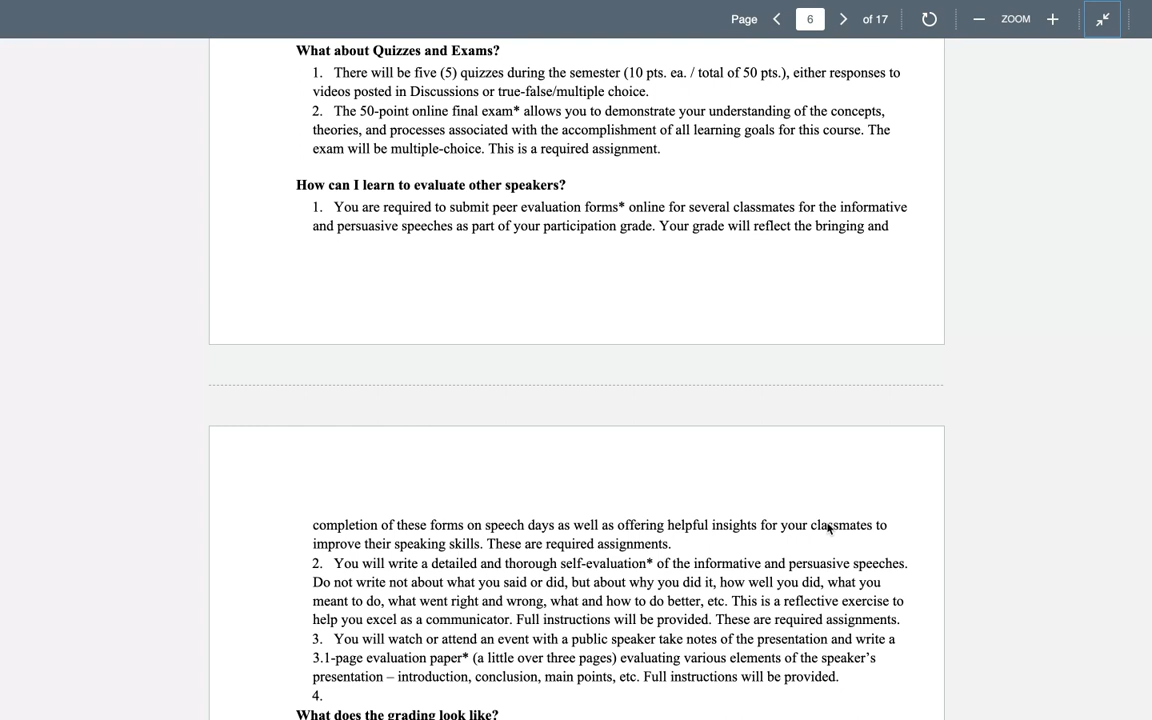 Page 6 of 17 ZOOM
What about Quizzes and Exams?
1. There will be five (5) quizzes during the semester (10 pts. ea. / total of 50 pts.), either responses to
videos posted in Discussions or true-false/multiple choice.
2. The 50-point online final exam* allows you to demonstrate your understanding of the concepts,
theories, and processes associated with the accomplishment of all learning goals for this course. The
exam will be multiple-choice. This is a required assignment.
How can I learn to evaluate other speakers?
1. You are required to submit peer evaluation forms* online for several classmates for the informative
and persuasive speeches as part of your participation grade. Your grade will reflect the bringing and
completion of these forms on speech days as well as offering helpful insights for your classmates to
improve their speaking skills. These are required assignments.
2. You will write a detailed and thorough self-evaluation* of the informative and persuasive speeches.
Do not write not about what you said or did, but about why you did it, how well you did, what you
meant to do, what went right and wrong, what and how to do better, etc. This is a reflective exercise to
help you excel as a communicator. Full instructions will be provided. These are required assignments.
3. You will watch or attend an event with a public speaker take notes of the presentation and write a
3.1-page evaluation paper* (a little over three pages) evaluating various elements of the speaker's
presentation – introduction, conclusion, main points, etc. Full instructions will be provided.
4.
What does the grading look like?